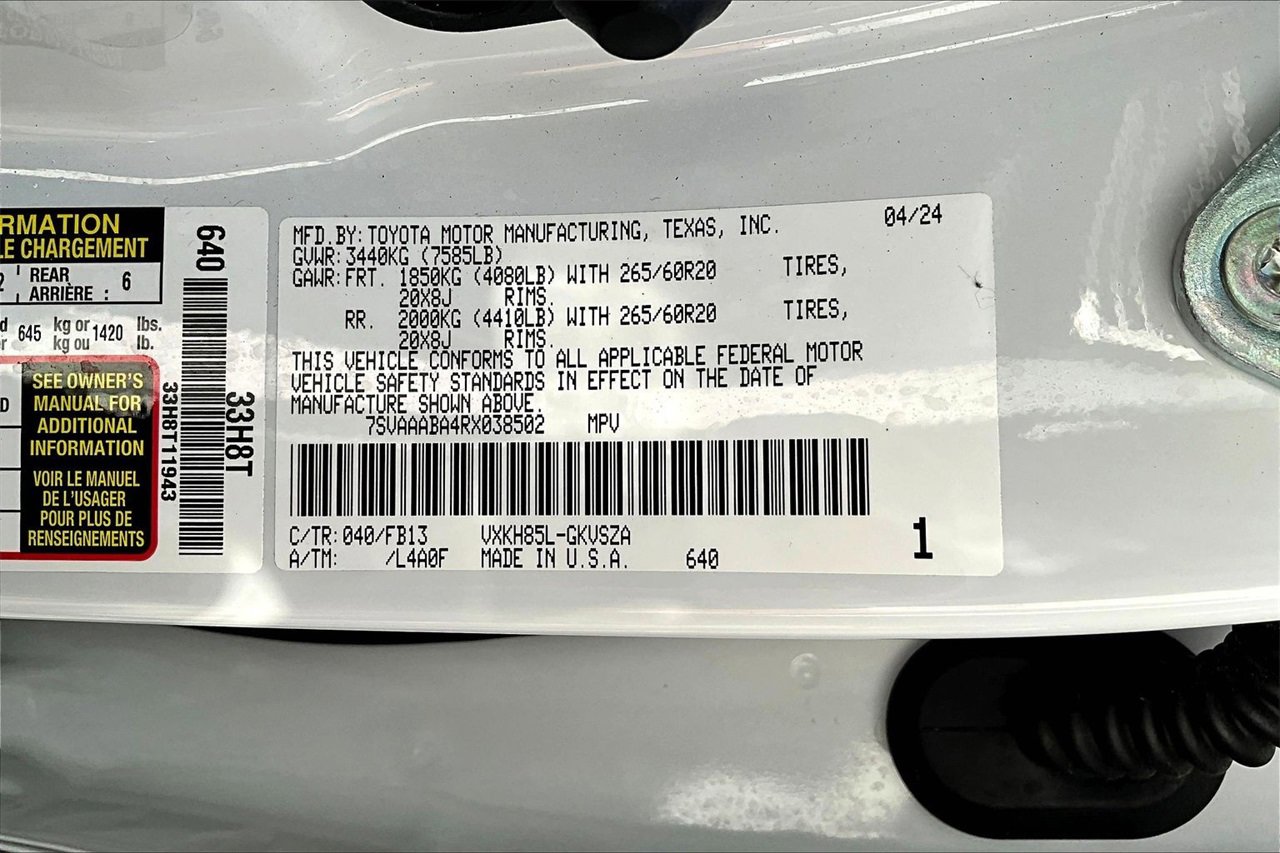 RMATION
LE CHARGEMENT
2 REAR
ARRIÈRE : 6
645 kg or 1420 lbs.
kg ou lb.
SEE OWNER'S
MANUAL FOR
ADDITIONAL
INFORMATION
VOIR LE MANUEL
DE L'USAGER
POUR PLUS DE
RENSEIGNEMENTS
33H8T11943
640
33H8T
MFD.BY:TOYOTA MOTOR MANUFACTURING, TEXAS, INC. 04/24
GVWR:3440KG (7585LB)
GAWR:FRT. 1850KG (4080LB) WITH 265/60R20 TIRES,
20X8J RIMS.
RR. 2000KG (4410LB) WITH 265/60R20 TIRES,
20X8J RIMS.
THIS VEHICLE CONFORMS TO ALL APPLICABLE FEDERAL MOTOR
VEHICLE SAFETY STANDARDS IN EFFECT ON THE DATE OF
MANUFACTURE SHOWN ABOVE.
7SVAAABA4RX038502 MPV
C/TR:040/FB13 VXKH85L-GKVSZA
A/TM: /L4A0F MADE IN U.S.A. 640
1